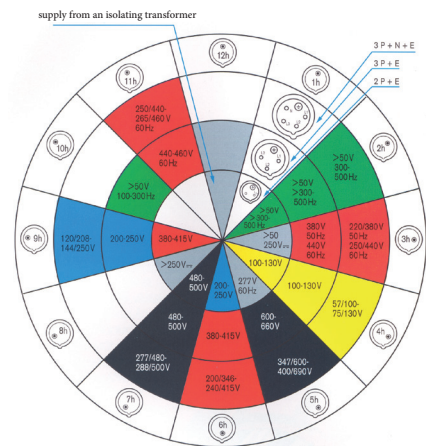 supply from an isolating transformer
3 P + N + E
3 P + E
2 P + E
12h
1h
2h
3h
4h
5h
6h
7h
8h
9h
10h
11h
250/440-
265/460 V
60 Hz
440-460 V
60 Hz
>50 V
100-300 Hz
120/208-
144/250 V
200-250 V
380-415 V
>250 V
480-
500 V
480-
500 V
277/480-
288/500 V
200-
250 V
380-415 V
200/346-
240/415 V
277 V
60 Hz
600-
660 V
347/600-
400/690 V
100-130 V
100-130 V
57/100-
75/130 V
>50
250 V
380 V
50 Hz
440 V
60 Hz
220/380 V
50 Hz
250/440 V
60 Hz
>50 V
>300-
500 Hz
>50 V
>300-
500 Hz
>50 V
300-
500 Hz